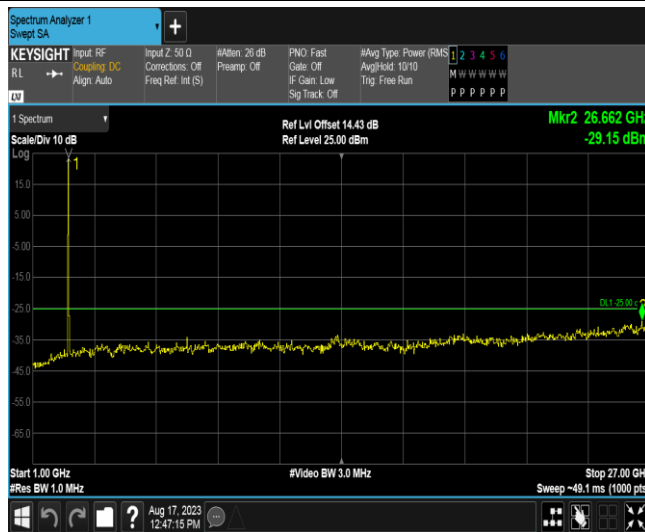 Spectrum Analyzer 1
Swept SA
+
KEYSIGHT
RL
LXI
Input: RF
Coupling: DC
Align: Auto
Input Z: 50 Ω
Corrections: Off
Freq Ref: Int (S)
#Atten: 26 dB
Preamp: Off
PNO: Fast
Gate: Off
IF Gain: Low
Sig Track: Off
#Avg Type: Power (RMS
Avg|Hold: 10/10
Trig: Free Run
1 2 3 4 5 6
M W W W W W
P P P P P P
1 Spectrum
Scale/Div 10 dB
Ref Lvl Offset 14.43 dB
Ref Level 25.00 dBm
Mkr2 26.662 GHz
-29.15 dBm
Log
1
15.0
5.00
-5.00
-15.0
-25.0
DL1 -25.00
-35.0
-45.0
-55.0
-65.0
Start 1.00 GHz
#Res BW 1.0 MHz
#Video BW 3.0 MHz
Stop 27.00 GHz
Sweep ~49.1 ms (1000 pts
?
Aug 17, 2023
12:47:15 PM